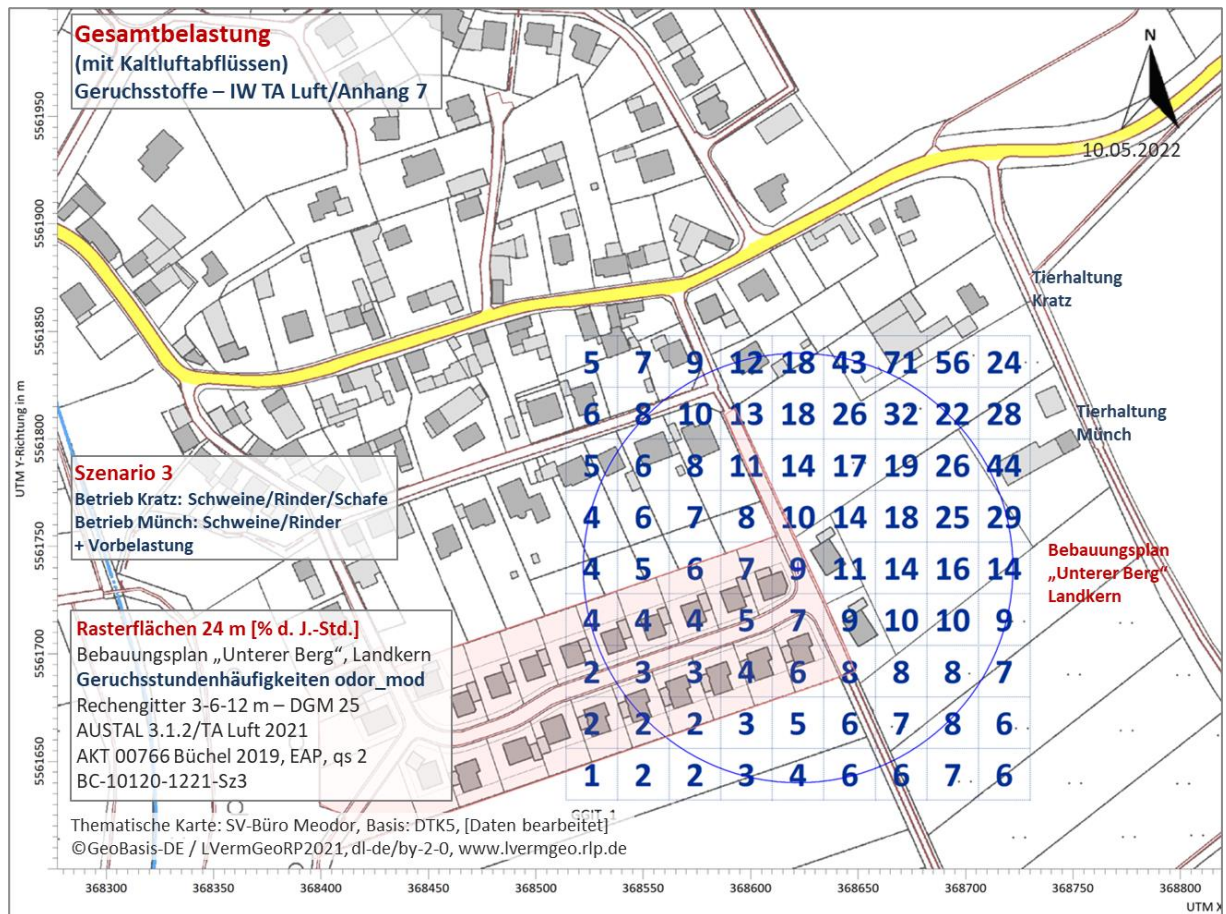 Gesamtbelastung
(mit Kaltluftabflüssen)
Geruchsstoffe – IW TA Luft/Anhang 7
N
10.05.2022
Tierhaltung
Kratz
Tierhaltung
Münch
5 7 9 12 18 43 71 56 24
6 8 10 13 18 26 32 22 28
5 6 8 11 14 17 19 26 44
4 6 7 8 10 14 18 25 29
4 5 6 7 9 11 14 16 14
4 4 4 5 7 9 10 10 9
2 3 3 4 6 8 8 8 7
2 2 2 3 5 6 7 8 6
1 2 2 3 4 6 6 7 6
Szenario 3
Betrieb Kratz: Schweine/Rinder/Schafe
Betrieb Münch: Schweine/Rinder
+ Vorbelastung
Bebauungsplan
„Unterer Berg“
Landkern
Rasterflächen 24 m [% d. J.-Std.]
Bebauungsplan „Unterer Berg“, Landkern
Geruchsstundenhäufigkeiten odor_mod
Rechengitter 3-6-12 m – DGM 25
AUSTAL 3.1.2/TA Luft 2021
AKT 00766 Büchel 2019, EAP, qs 2
BC-10120-1221-Sz3
Thematische Karte: SV-Büro Meodor, Basis: DTK5, [Daten bearbeitet]
©GeoBasis-DE / LVermGeoRP2021, dl-de/by-2-0, www.lvermgeo.rlp.de
UTM Y-Richtung in m
5561950
5561900
5561850
5561800
5561750
5561700
5561650
368300 368350 368400 368450 368500 368550 368600 368650 368700 368750 368800
UTM X